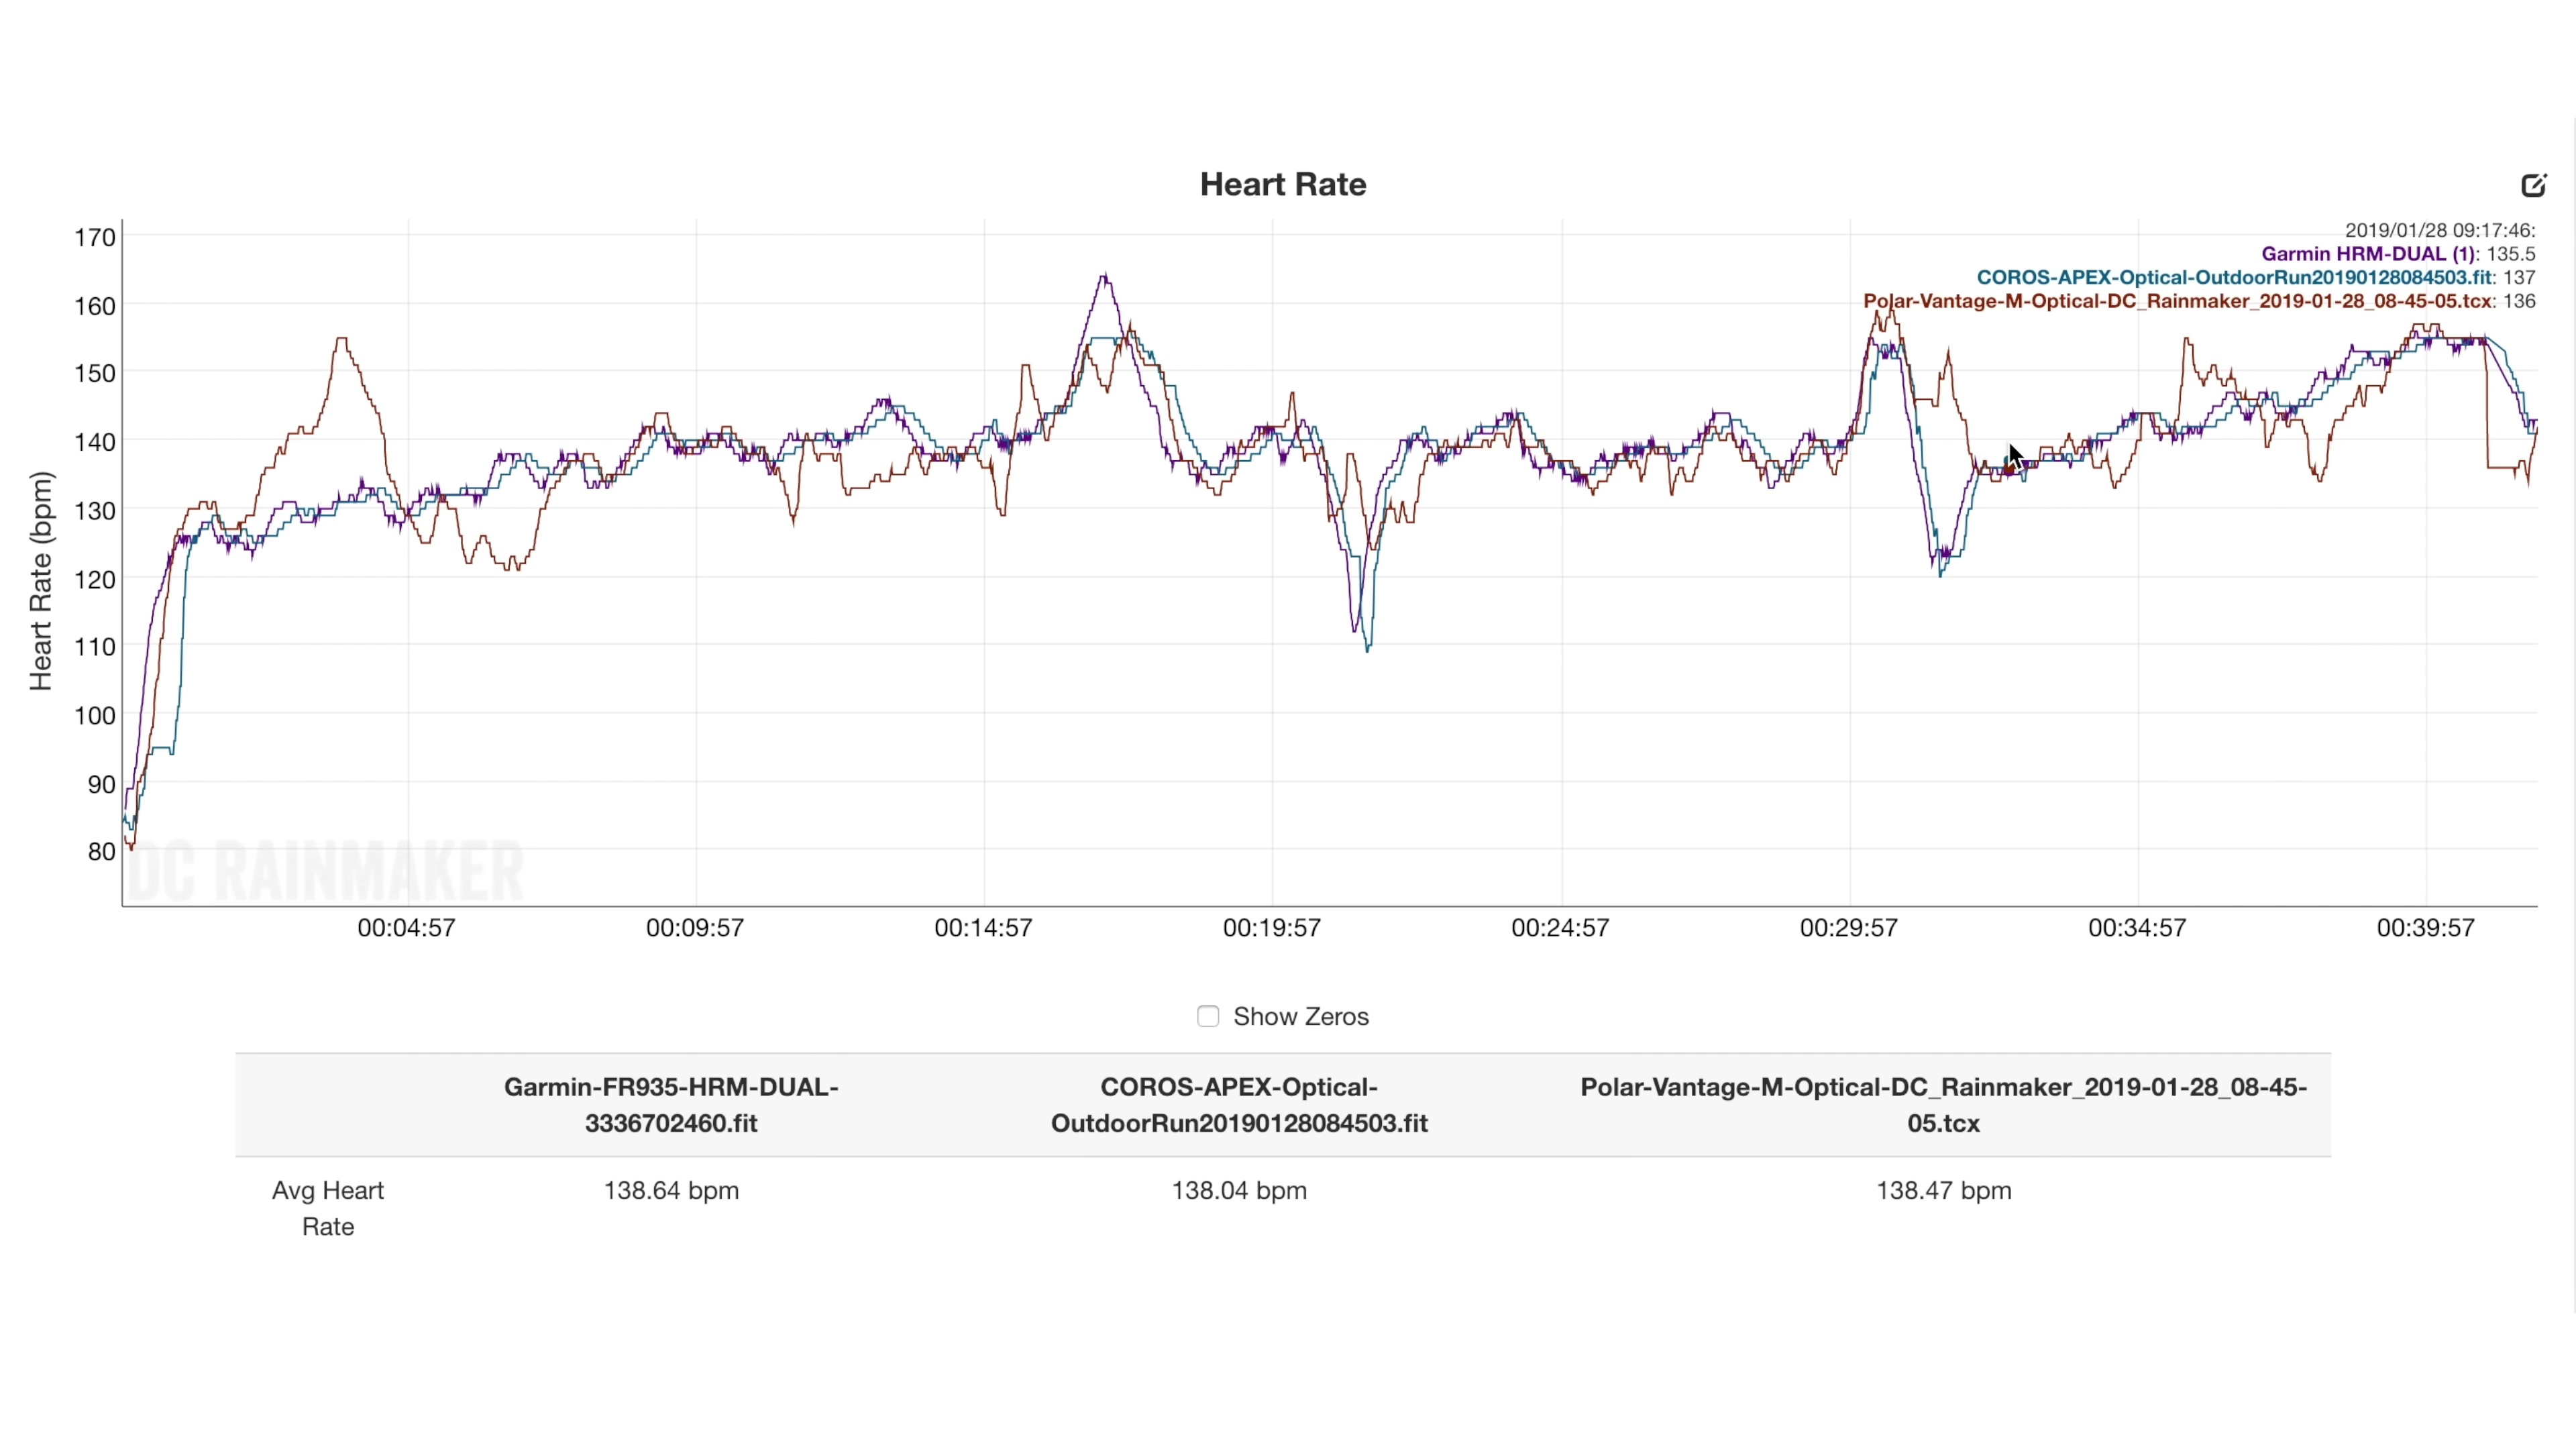 Heart Rate
2019/01/28 09:17:46:
Garmin HRM-DUAL (1): 135.5
COROS-APEX-Optical-OutdoorRun20190128084503.fit: 137
Polar-Vantage-M-Optical-DC_Rainmaker_2019-01-28_08-45-05.tcx: 136
Heart Rate (bpm)
170
160
150
140
130
120
110
100
90
80
DC RAINMAKER
00:04:57 00:09:57 00:14:57 00:19:57 00:24:57 00:29:57 00:34:57 00:39:57
Show Zeros
Garmin-FR935-HRM-DUAL-
3336702460.fit
COROS-APEX-Optical-
OutdoorRun20190128084503.fit
Polar-Vantage-M-Optical-DC_Rainmaker_2019-01-28_08-45-
05.tcx
Avg Heart
Rate
138.64 bpm
138.04 bpm
138.47 bpm